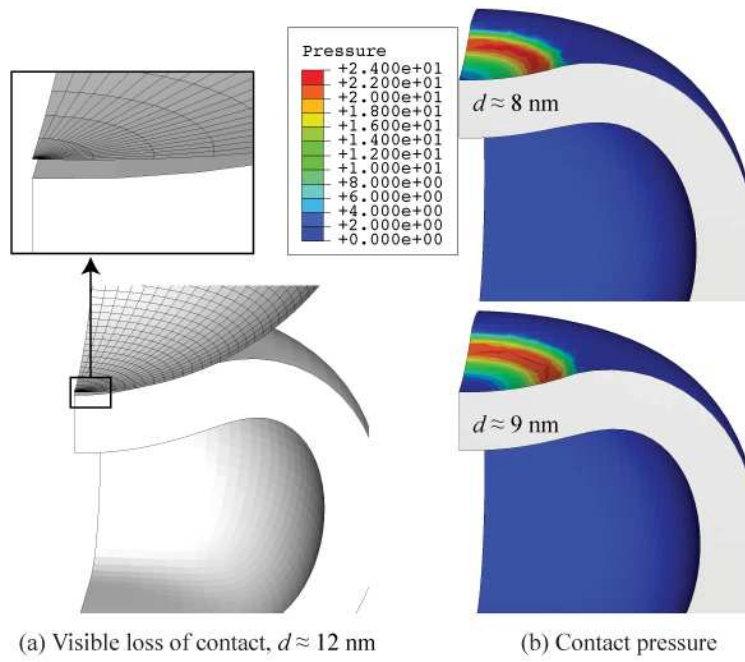 Pressure
+2.400e+01
+2.200e+01
+2.000e+01
+1.800e+01
+1.600e+01
+1.400e+01
+1.200e+01
+1.000e+01
+8.000e+00
+6.000e+00
+4.000e+00
+2.000e+00
+0.000e+00
d ≈ 8 nm
d ≈ 9 nm
(a) Visible loss of contact, d ≈ 12 nm
(b) Contact pressure